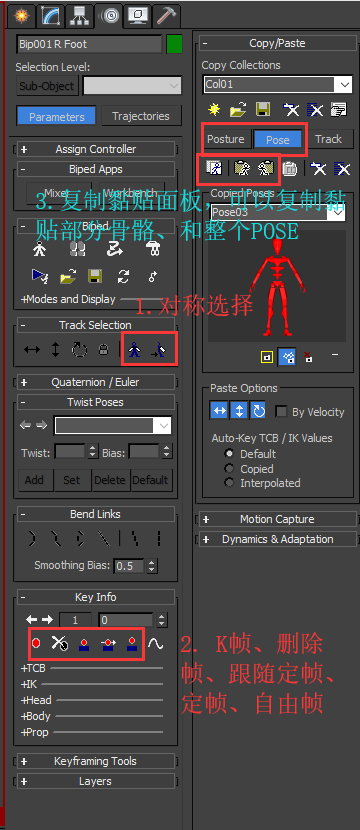 Bip001 R Foot
Selection Level:
Sub-Object
Parameters
Trajectories
Assign Controller
Biped Apps
Mixer
Workbench
3.复制黏贴面板，可以复制黏
贴部分骨骼、和整个POSE
Biped
+Modes and Display
1.对称选择
Track Selection
Quaternion / Euler
Twist Poses
Twist:
Bias:
Add
Set
Delete
Default
Bend Links
Smoothing Bias: 0.5
Key Info
1
0
+TCB
+IK
+Head
+Body
+Prop
2. K帧、删除
帧、跟随定帧、
定帧、自由帧
Keyframing Tools
Layers
Copy/Paste
Copy Collections
Col01
Posture
Pose
Track
Copied Poses
Pose03
Paste Options
By Velocity
Auto-Key TCB / IK Values
Default
Copied
Interpolated
Motion Capture
Dynamics & Adaptation